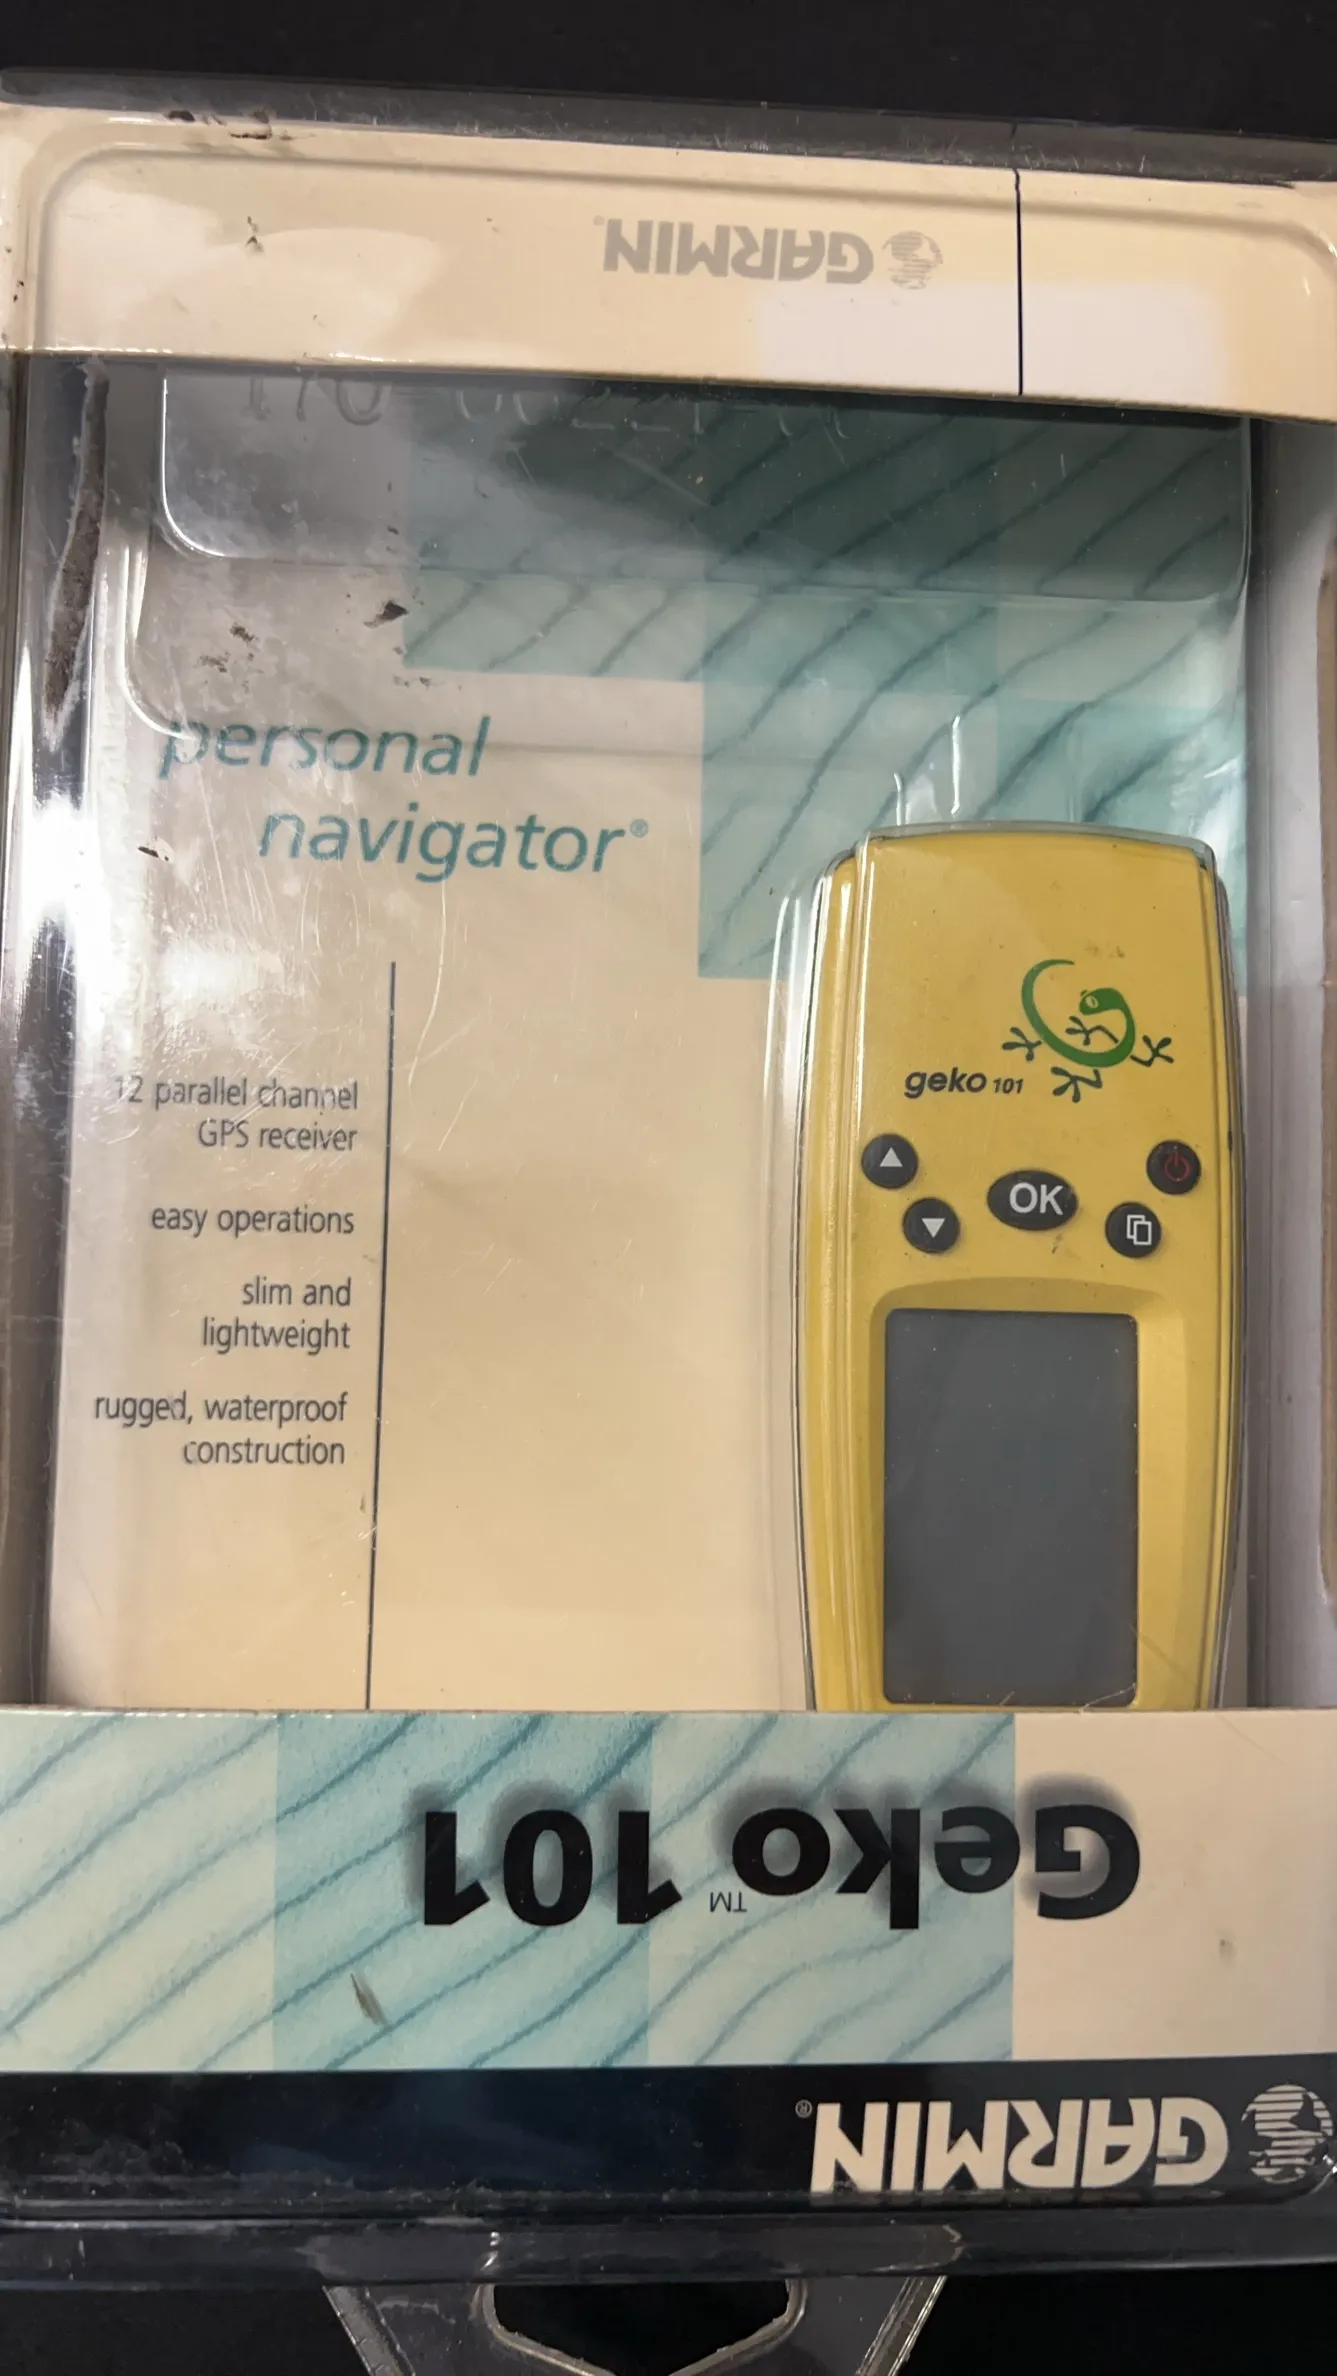 GARMIN®
personal
navigator®
12 parallel channel
GPS receiver
easy operations
slim and
lightweight
rugged, waterproof
construction
geko 101
OK
Geko™ 101
GARMIN®